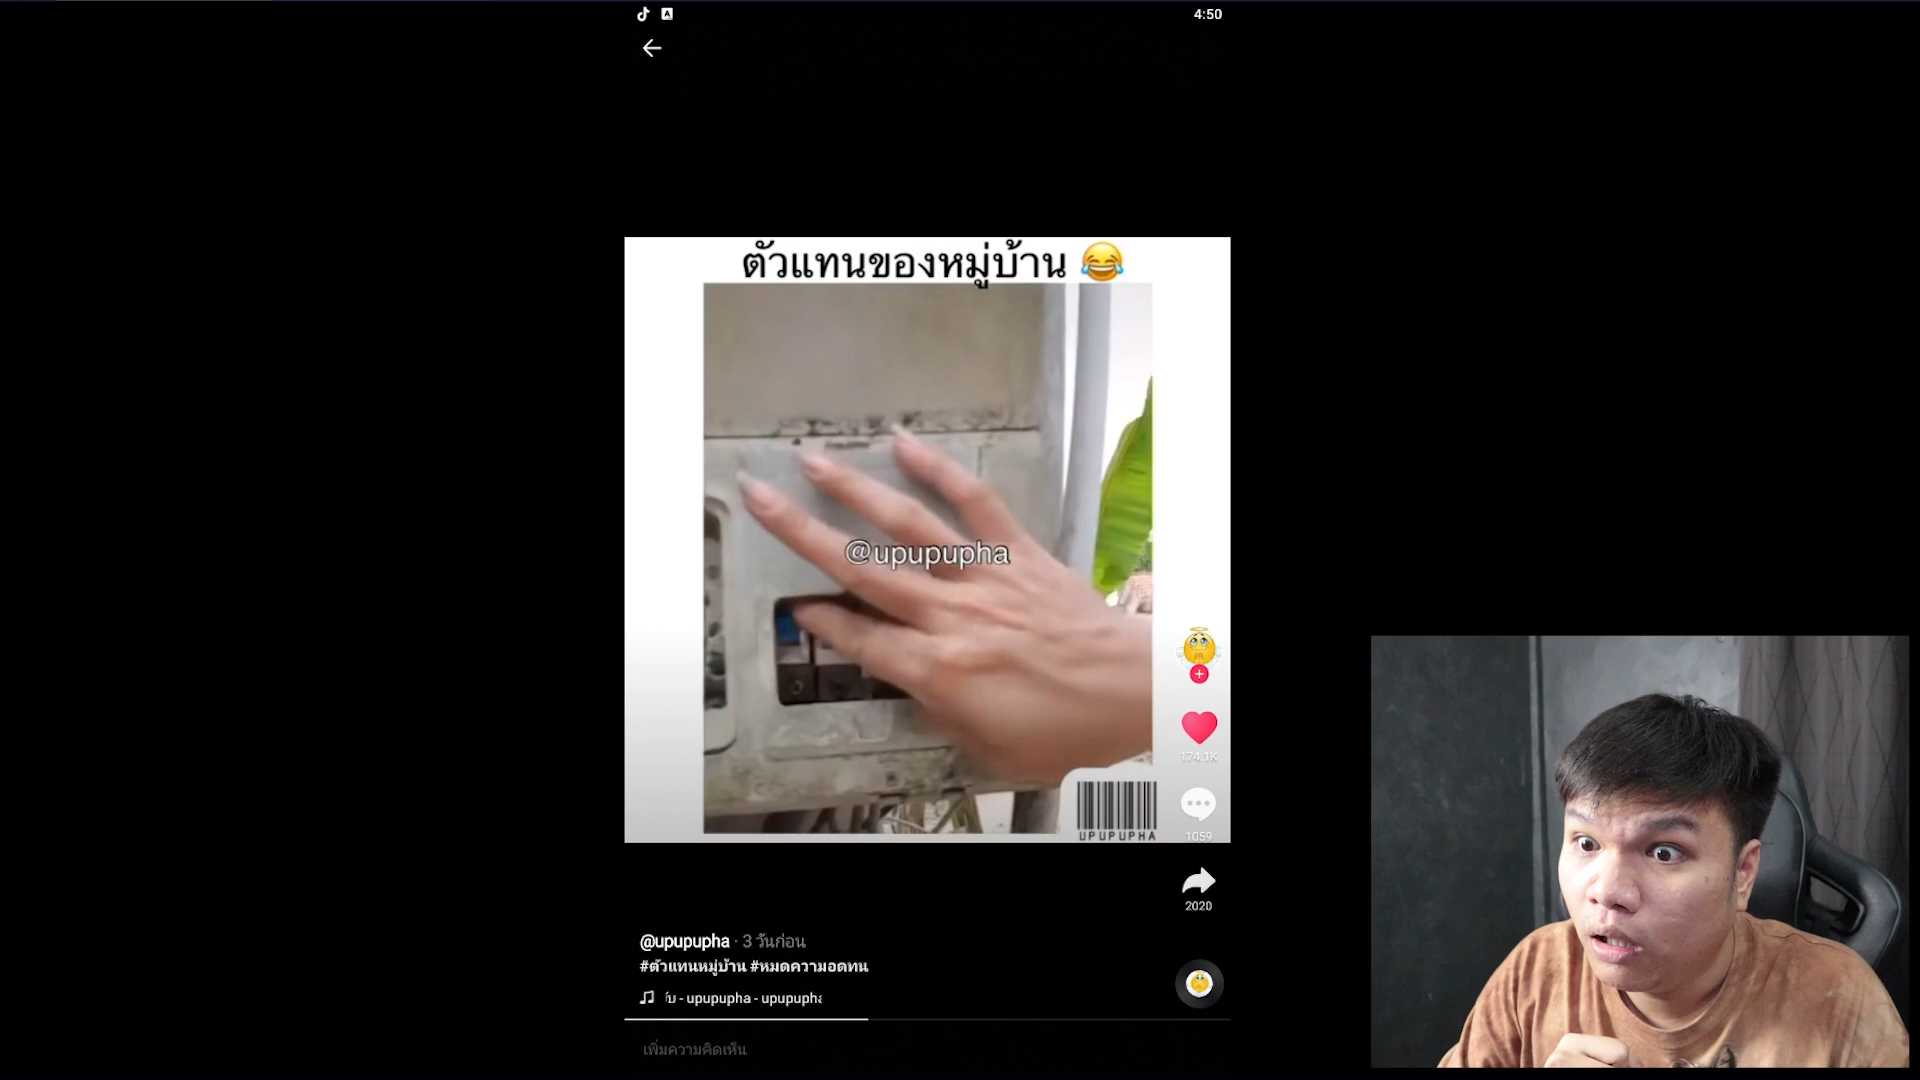 4:50
ตัวแทนของหมู่บ้าน 😂
@upupupha
174.1K
UPUPUPHA
1059
2020
@upupupha · 3 วันก่อน
#ตัวแทนหมู่บ้าน #หมดความอดทน
- upupupha - upupupha
เพิ่มความคิดเห็น